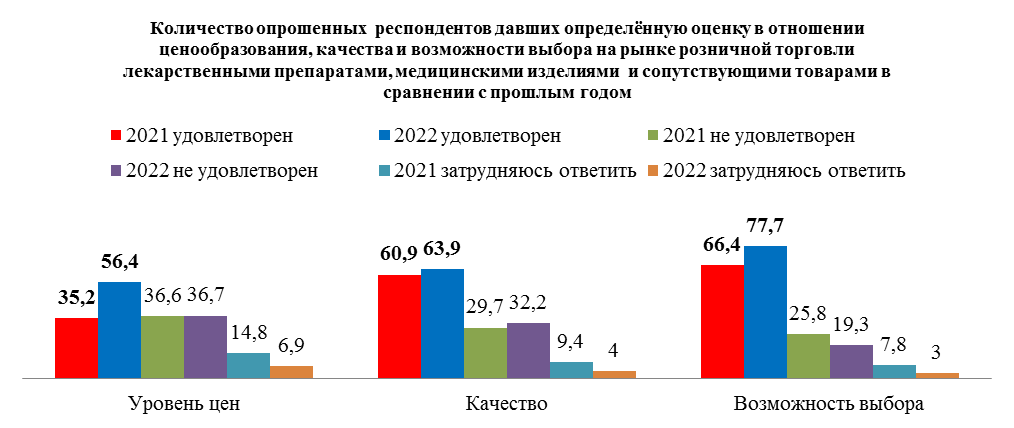 Количество опрошенных респондентов давших определённую оценку в отношении
ценообразования, качества и возможности выбора на рынке розничной торговли
лекарственными препаратами, медицинскими изделиями и сопутствующими товарами в
сравнении с прошлым годом
2021 удовлетворен
2022 удовлетворен
2021 не удовлетворен
2022 не удовлетворен
2021 затрудняюсь ответить
2022 затрудняюсь ответить
35,2
56,4
36,6
36,7
14,8
6,9
60,9
63,9
29,7
32,2
9,4
4
66,4
77,7
25,8
19,3
7,8
3
Уровень цен
Качество
Возможность выбора